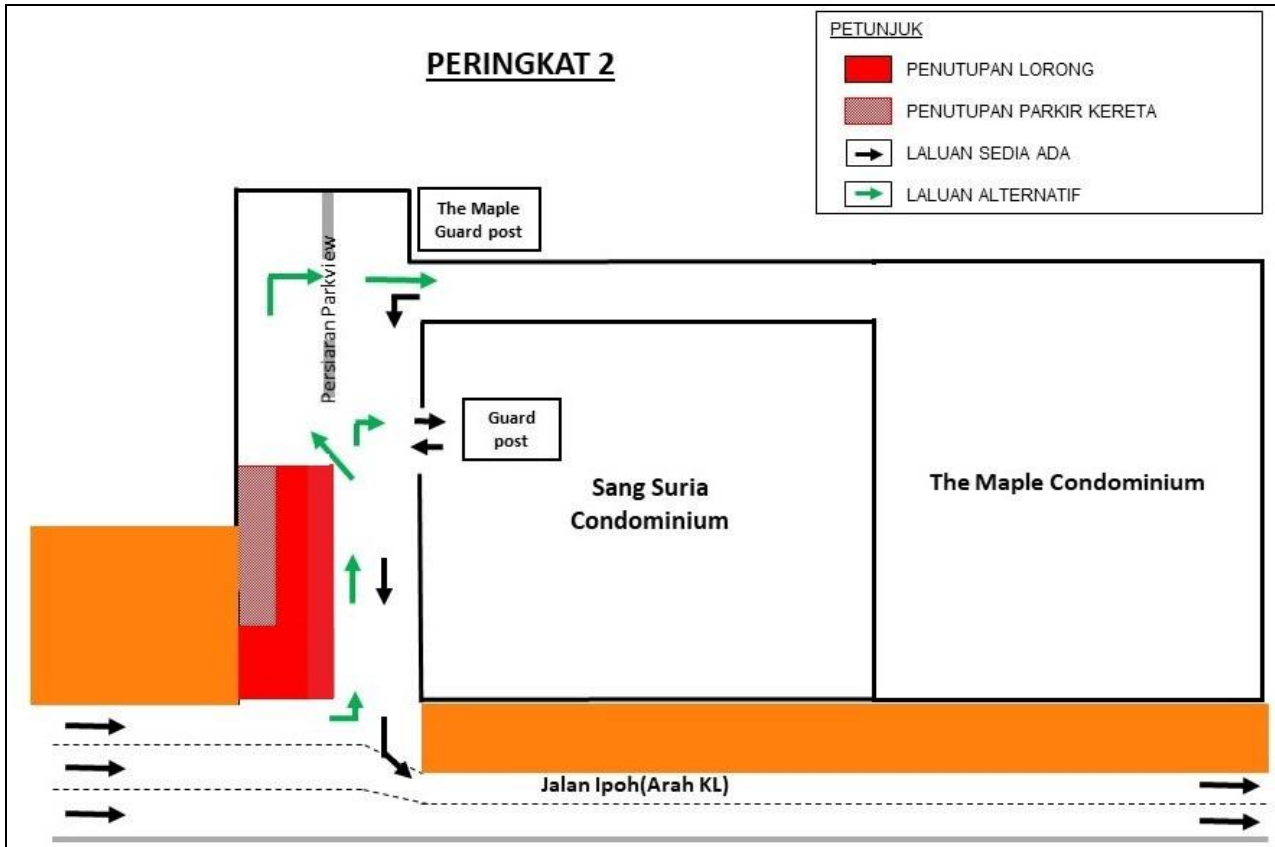 PERINGKAT 2
PETUNJUK
PENUTUPAN LORONG
PENUTUPAN PARKIR KERETA
LALUAN SEDIA ADA
LALUAN ALTERNATIF
The Maple
Guard post
Persiaran Parkview
Guard
post
Sang Suria
Condominium
The Maple Condominium
Jalan Ipoh(Arah KL)